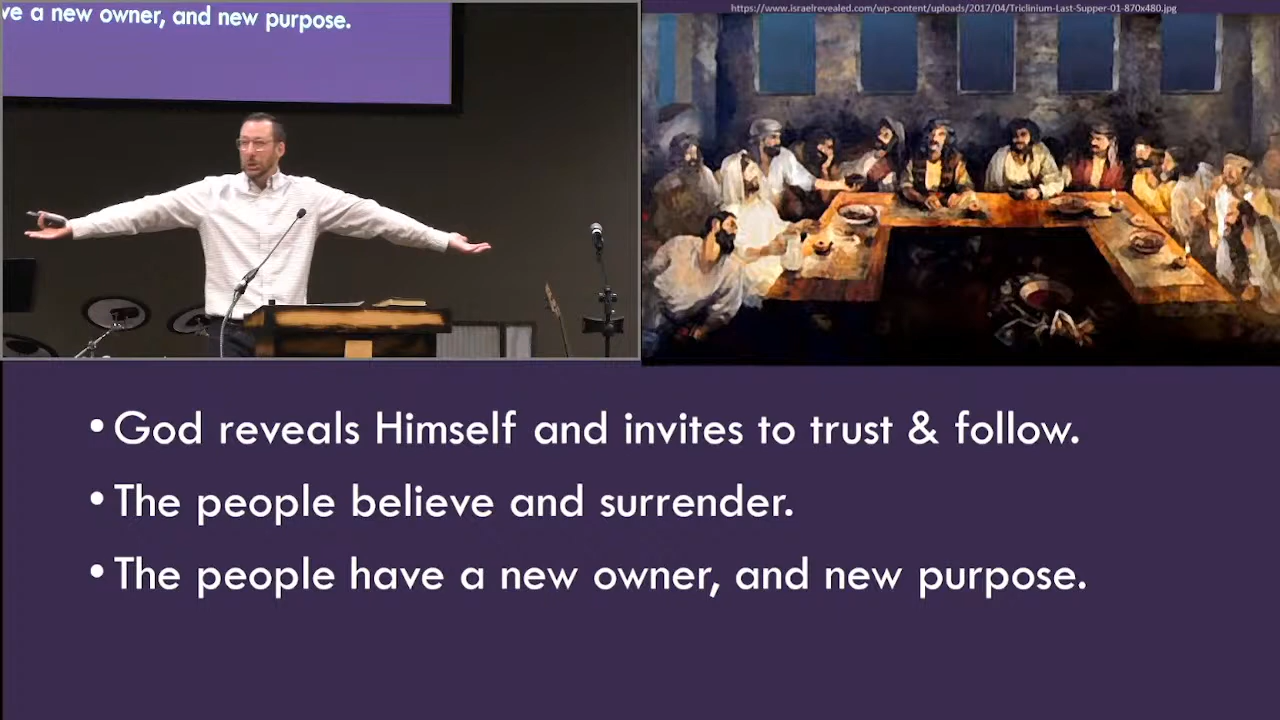 ve a new owner, and new purpose.
https://www.israelrevealed.com/wp-content/uploads/2017/04/Triclinium-Last-Supper-01-870x480.jpg
• God reveals Himself and invites to trust & follow.
• The people believe and surrender.
• The people have a new owner, and new purpose.